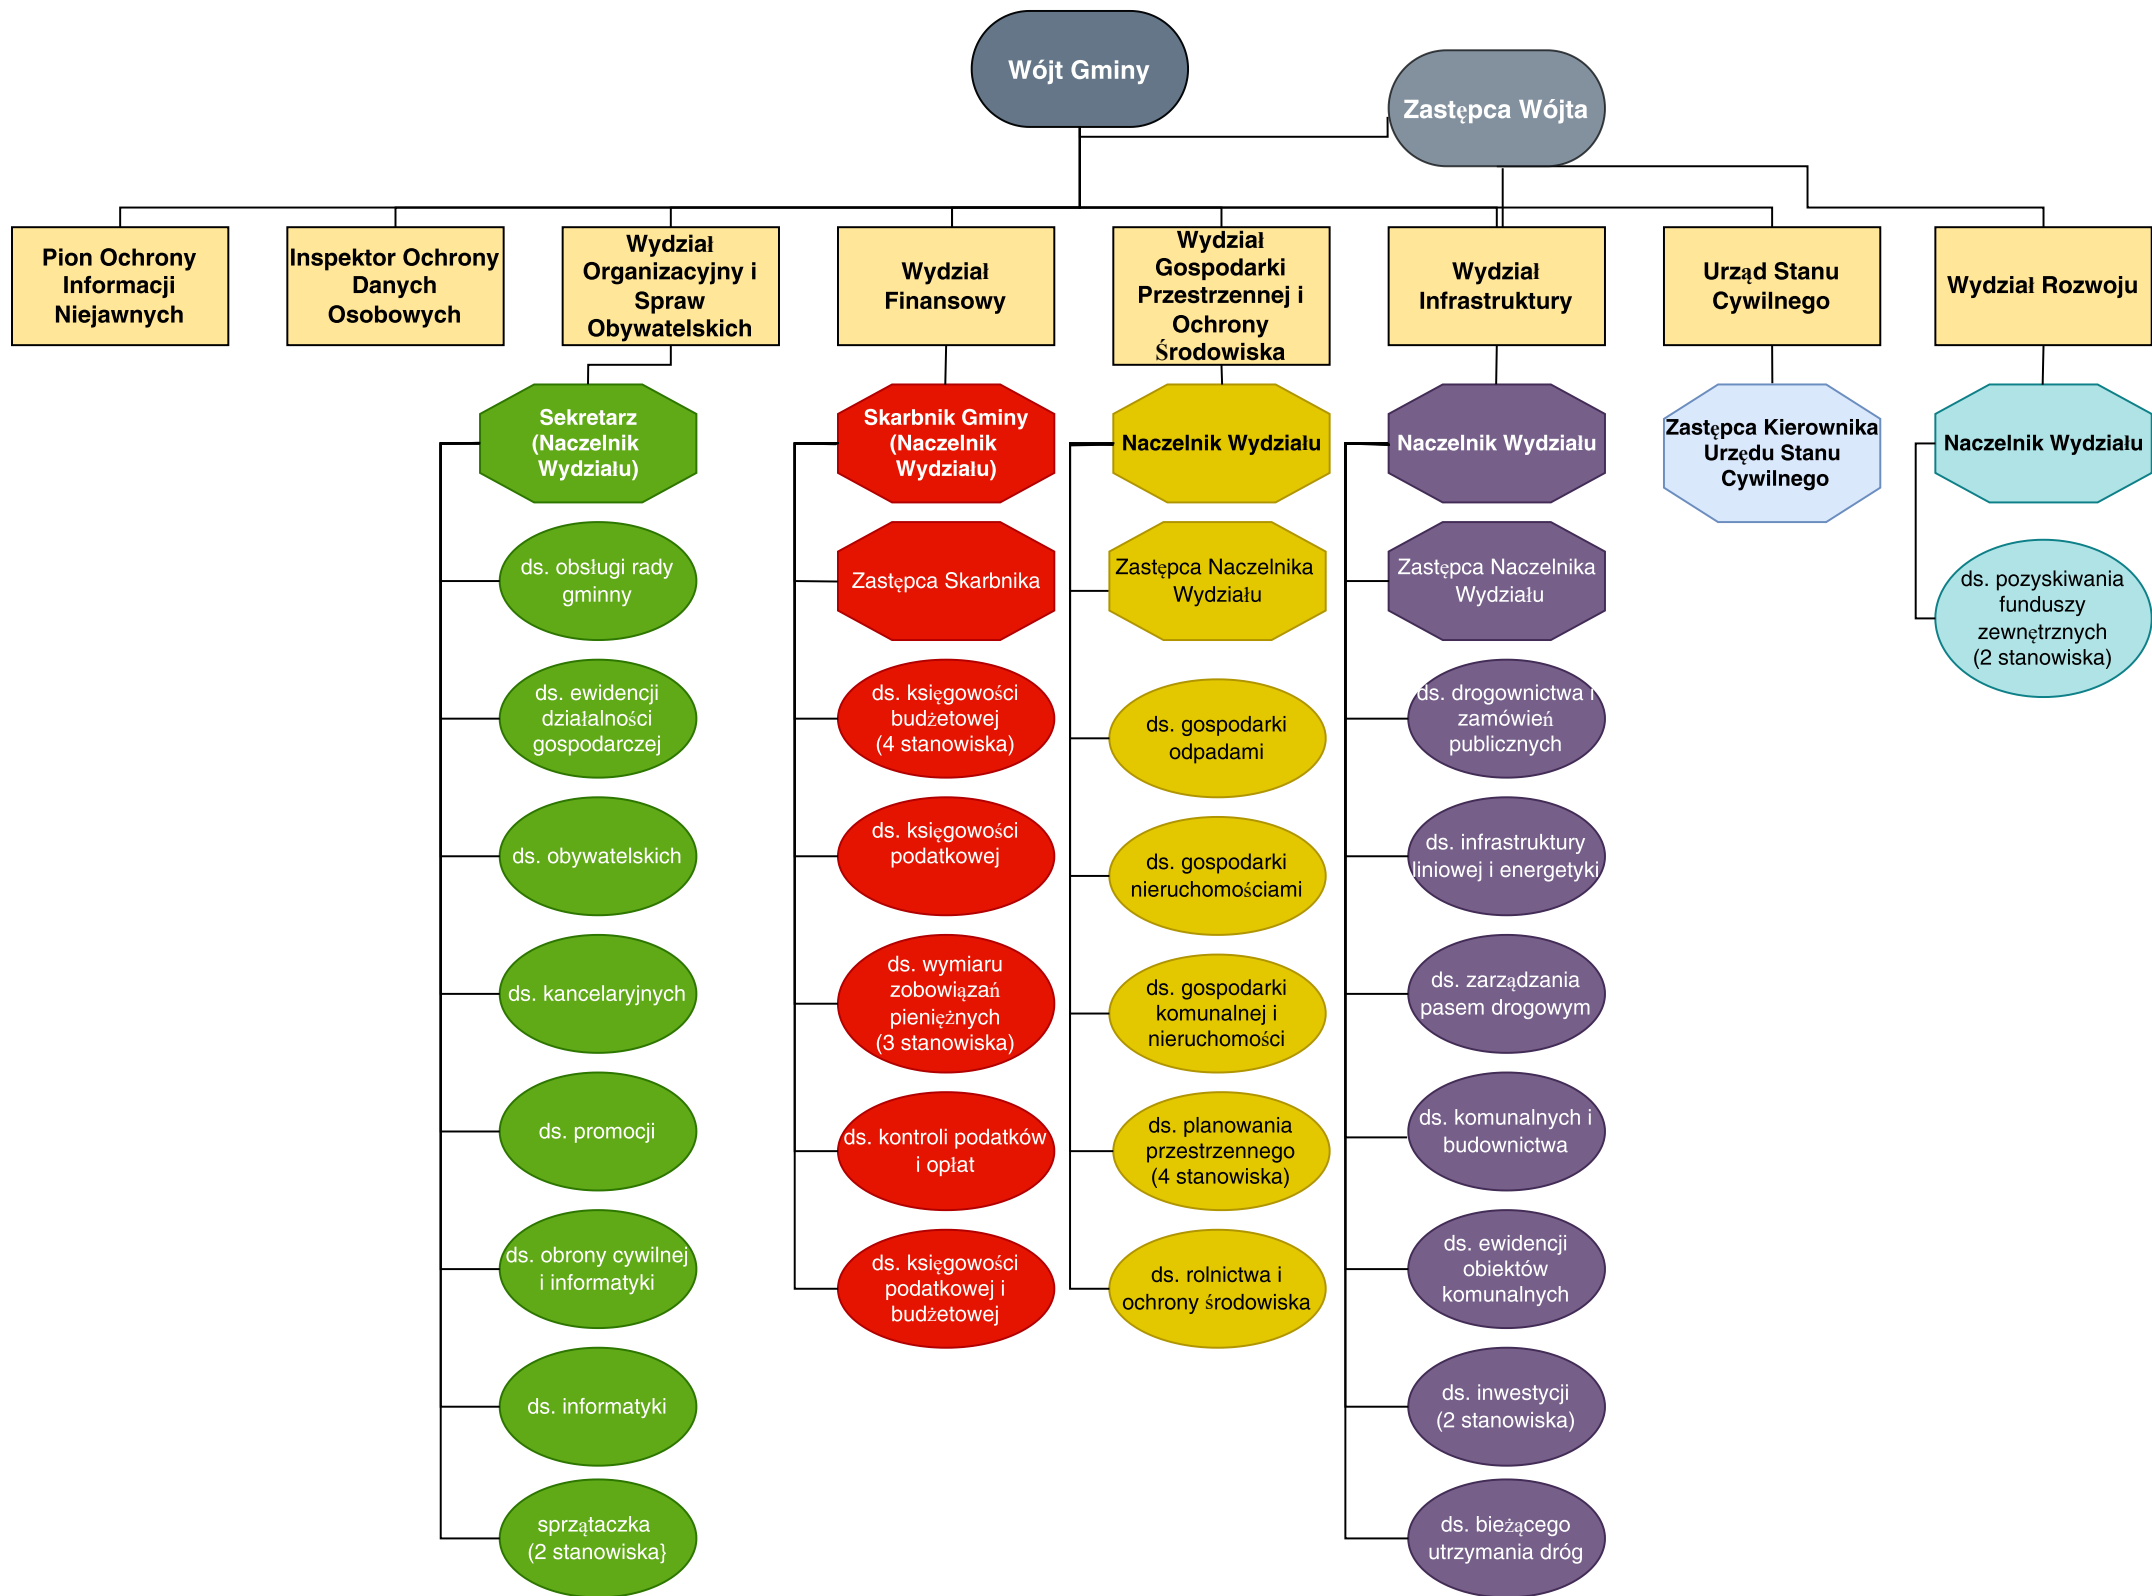 Wójt Gminy
Zastępca Wójta
Pion Ochrony
Informacji
Niejawnych
Inspektor Ochrony
Danych
Osobowych
Wydział
Organizacyjny i
Spraw
Obywatelskich
Wydział
Finansowy
Wydział
Gospodarki
Przestrzennej i
Ochrony
Środowiska
Wydział
Infrastruktury
Urząd Stanu
Cywilnego
Wydział Rozwoju
Sekretarz
(Naczelnik
Wydziału)
ds. obsługi rady
gminny
ds. ewidencji
działalności
gospodarczej
ds. obywatelskich
ds. kancelaryjnych
ds. promocji
ds. obrony cywilnej
i informatyki
ds. informatyki
sprzątaczka
(2 stanowiska}
Skarbnik Gminy
(Naczelnik
Wydziału)
Zastępca Skarbnika
ds. księgowości
budżetowej
(4 stanowiska)
ds. księgowości
podatkowej
ds. wymiaru
zobowiązań
pieniężnych
(3 stanowiska)
ds. kontroli podatków
i opłat
ds. księgowości
podatkowej i
budżetowej
Naczelnik Wydziału
Zastępca Naczelnika
Wydziału
ds. gospodarki
odpadami
ds. gospodarki
nieruchomościami
ds. gospodarki
komunalnej i
nieruchomości
ds. planowania
przestrzennego
(4 stanowiska)
ds. rolnictwa i
ochrony środowiska
Naczelnik Wydziału
Zastępca Naczelnika
Wydziału
ds. drogownictwa i
zamówień
publicznych
ds. infrastruktury
liniowej i energetyki
ds. zarządzania
pasem drogowym
ds. komunalnych i
budownictwa
ds. ewidencji
obiektów
komunalnych
ds. inwestycji
(2 stanowiska)
ds. bieżącego
utrzymania dróg
Zastępca Kierownika
Urzędu Stanu
Cywilnego
Naczelnik Wydziału
ds. pozyskiwania
funduszy
zewnętrznych
(2 stanowiska)